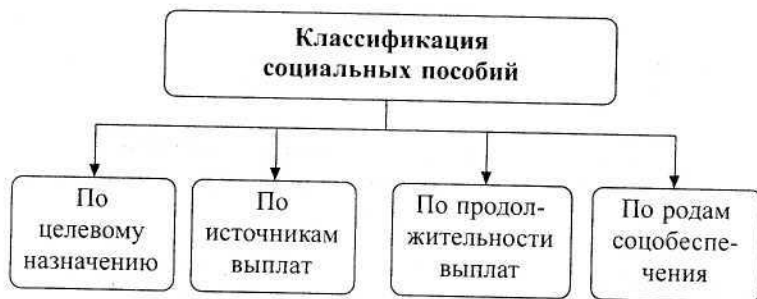 Классификация
социальных пособий
По
целевому
назначению
По
источникам
выплат
По продол-
жительности
выплат
По родам
соцобеспе-
чения